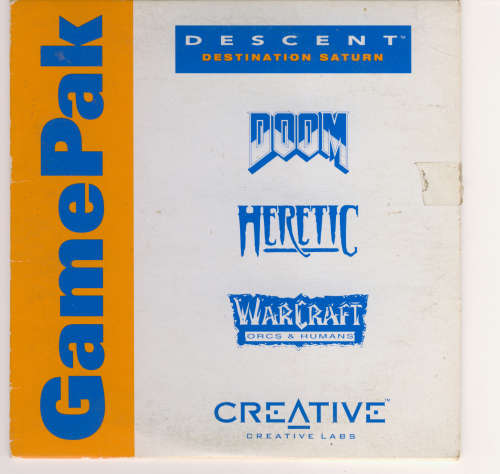 GamePak
DESCENT™
DESTINATION SATURN
DOOM
HERETIC
WARCRAFT
ORCS & HUMANS
CREATIVE™
CREATIVE LABS